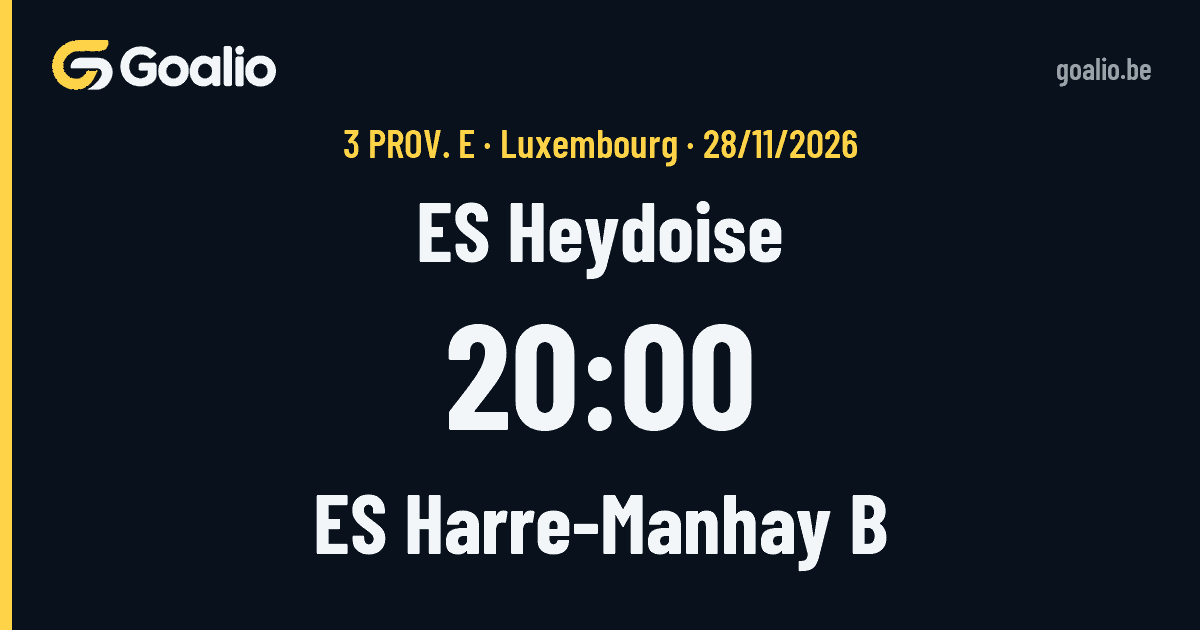 Goalio
goalio.be
3 PROV. E · Luxembourg · 28/11/2026
ES Heydoise
20:00
ES Harre-Manhay B